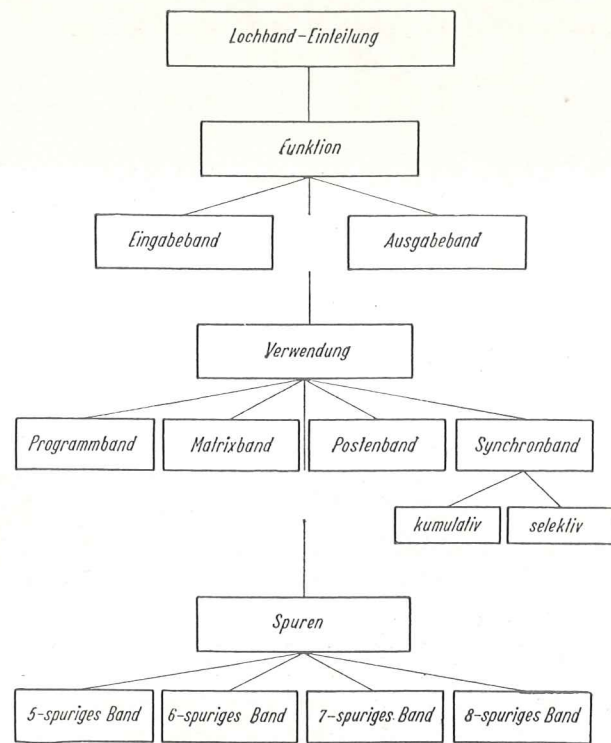 Lochband-Einteilung
Funktion
Eingabeband
Ausgabeband
Verwendung
Programmband
Matrixband
Postenband
Synchronband
kumulativ
selektiv
Spuren
5-spuriges Band
6-spuriges Band
7-spuriges Band
8-spuriges Band